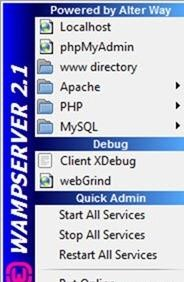 Powered by Alter Way
Localhost
phpMyAdmin
www directory
Apache
PHP
MySQL
Debug
Client XDebug
webGrind
Quick Admin
Start All Services
Stop All Services
Restart All Services
WAMPSERVER 2.1